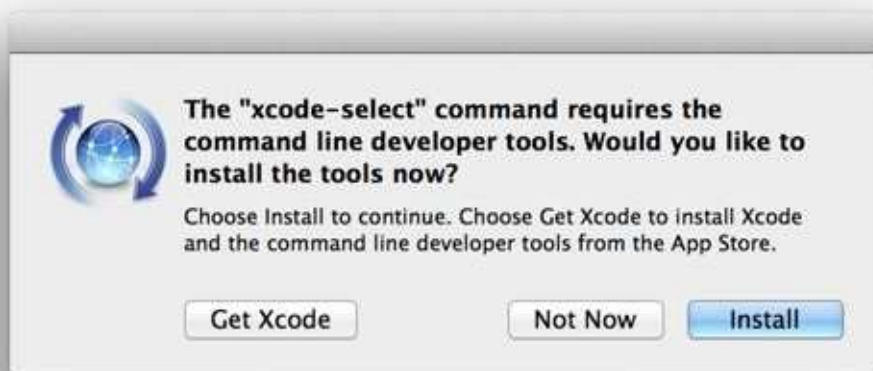 The "xcode-select" command requires the
command line developer tools. Would you like to
install the tools now?
Choose Install to continue. Choose Get Xcode to install Xcode
and the command line developer tools from the App Store.
Get Xcode
Not Now
Install